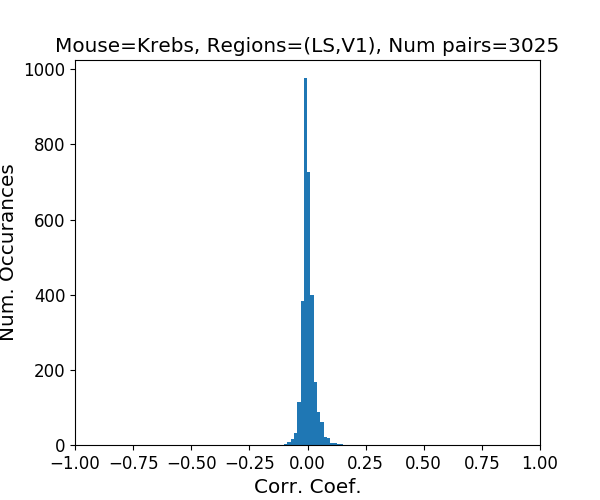 Mouse=Krebs, Regions=(LS,V1), Num pairs=3025
1000
800
600
400
200
0
Num. Occurances
−1.00 −0.75 −0.50 −0.25 0.00 0.25 0.50 0.75 1.00
Corr. Coef.